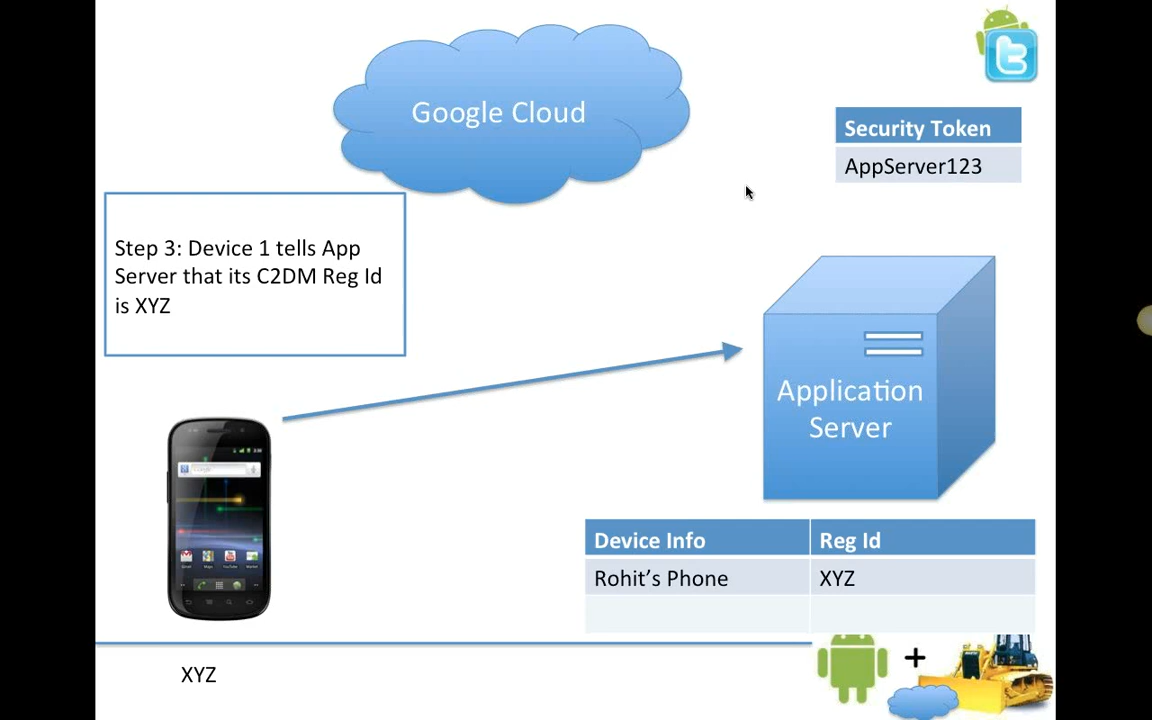 Google Cloud
Security Token
AppServer123
Step 3: Device 1 tells App
Server that its C2DM Reg Id
is XYZ
Application
Server
Device Info Reg Id
Rohit's Phone XYZ
XYZ
+